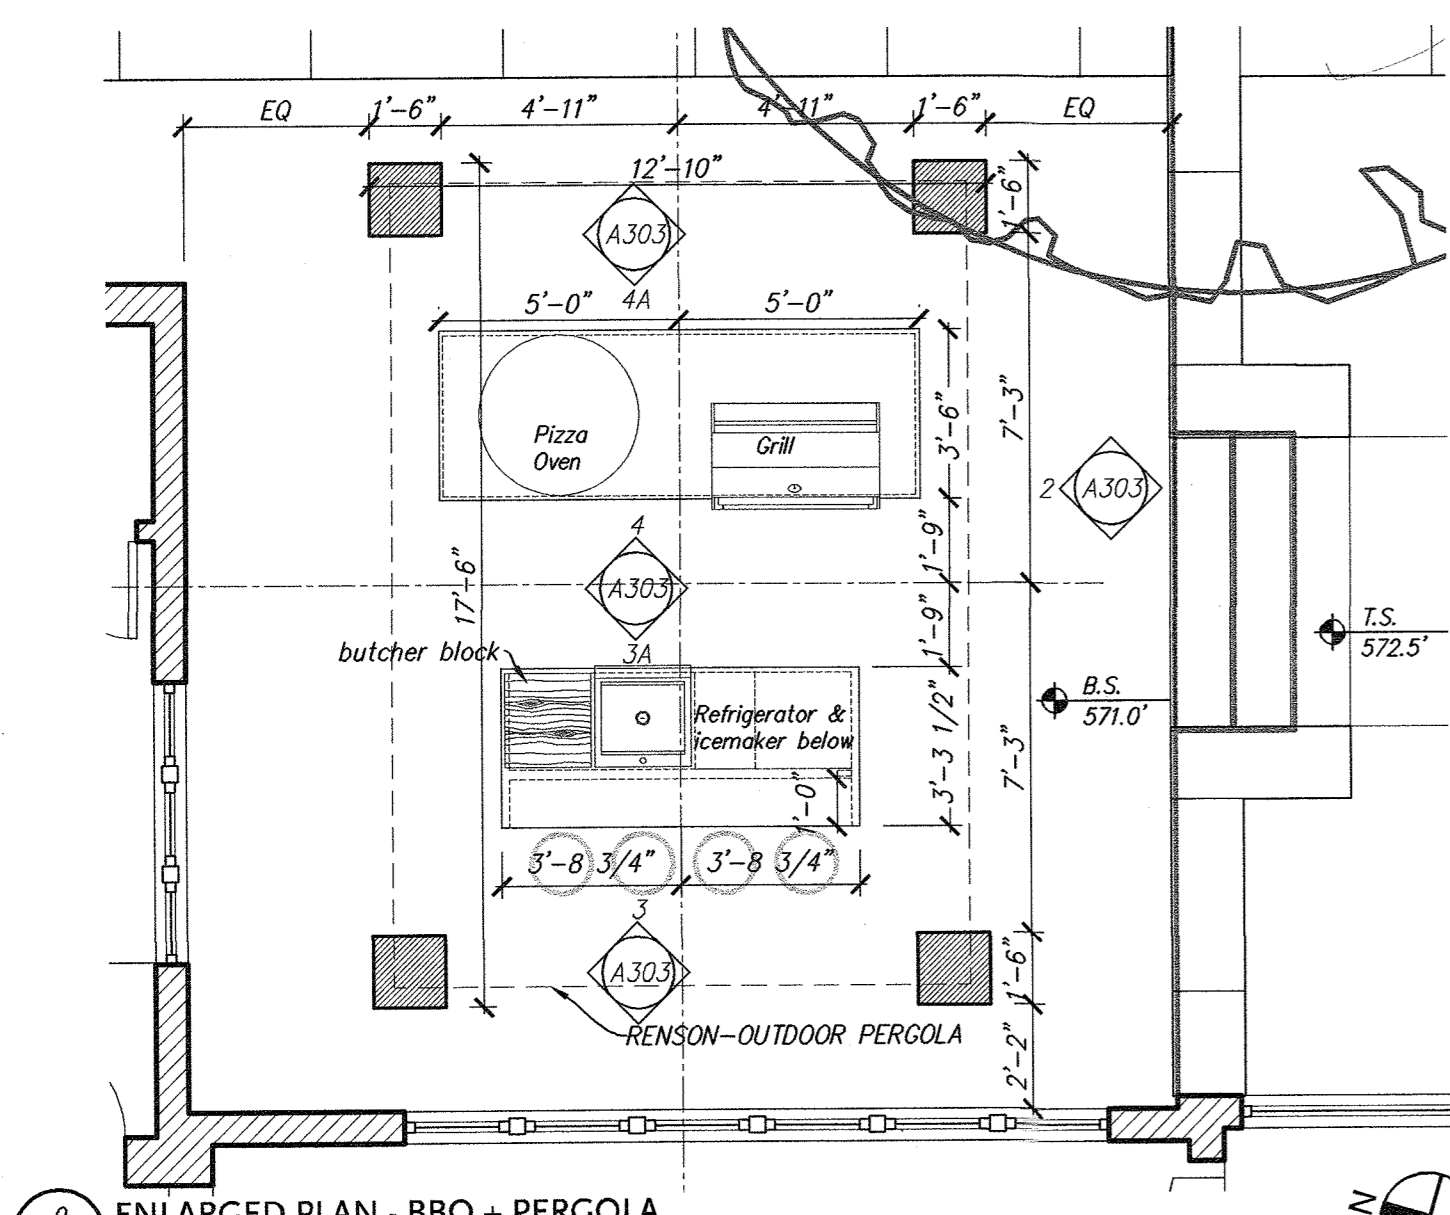 EQ 1'-6" 4'-11" 4'-11" 1'-6" EQ
12'-10"
1'-6"
A303
4A
5'-0" 5'-0"
Pizza
Oven
Grill
3'-6"
7'-3"
2 A303
17'-6"
1'-9"
4
A303
3A
1'-9"
butcher block
T.S.
572.5'
B.S.
571.0'
Refrigerator &
icemaker below
3'-3 1/2"
7'-3"
1'-0"
3'-8 3/4" 3'-8 3/4"
3
A303
1'-6"
RENSON-OUTDOOR PERGOLA
2'-2"
ENLARGED PLAN - BBQ + PERGOLA
N